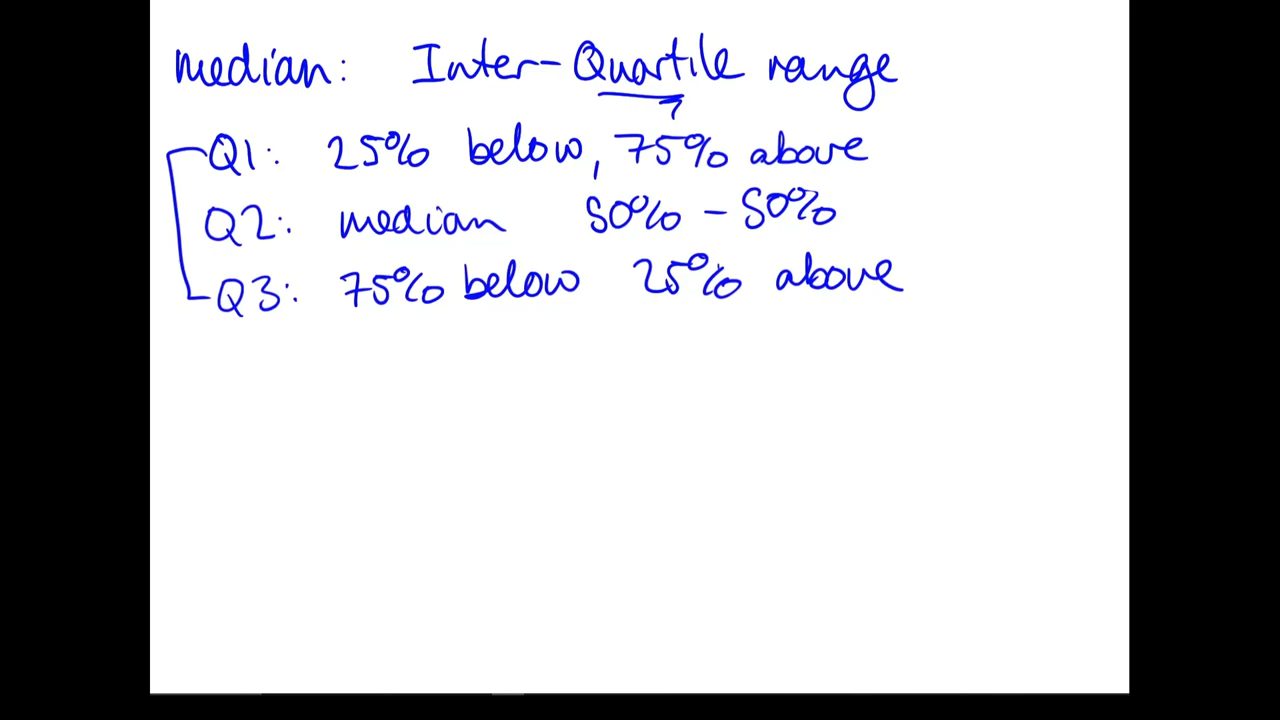 median: Inter-Quartile range
Q1: 25% below, 75% above
Q2: median 50% - 50%
Q3: 75% below 25% above